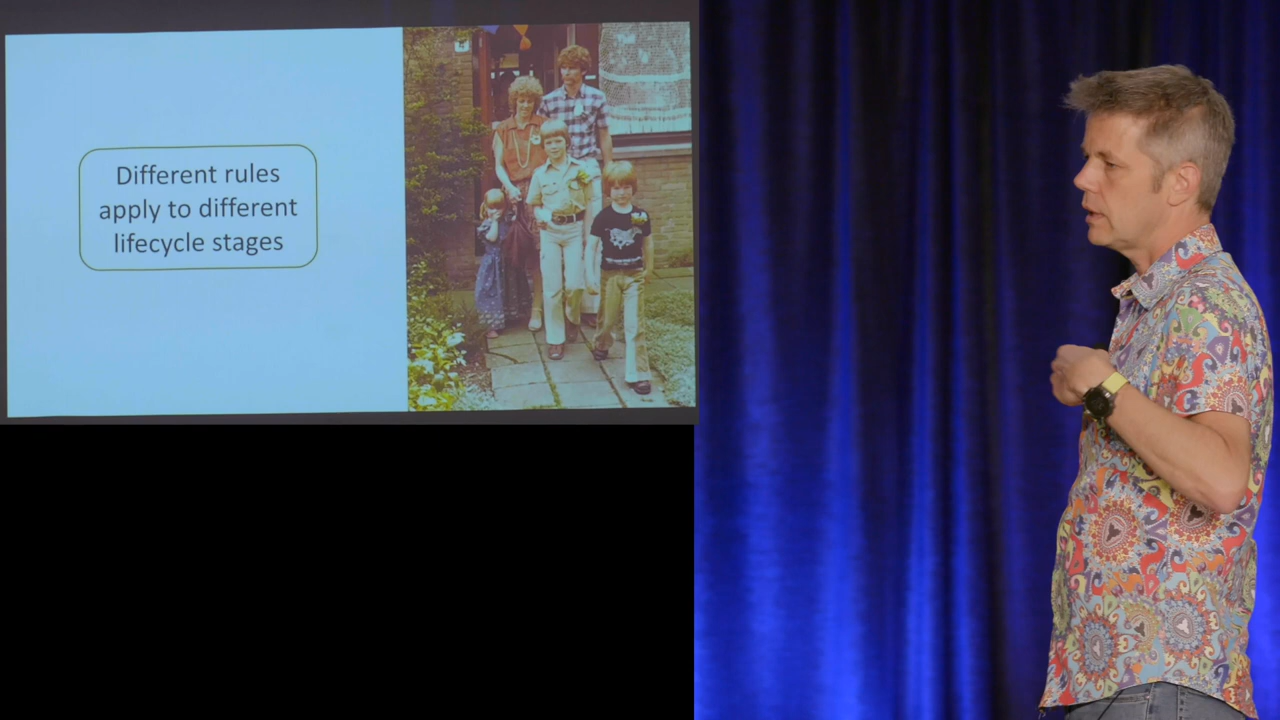 Different rules
apply to different
lifecycle stages